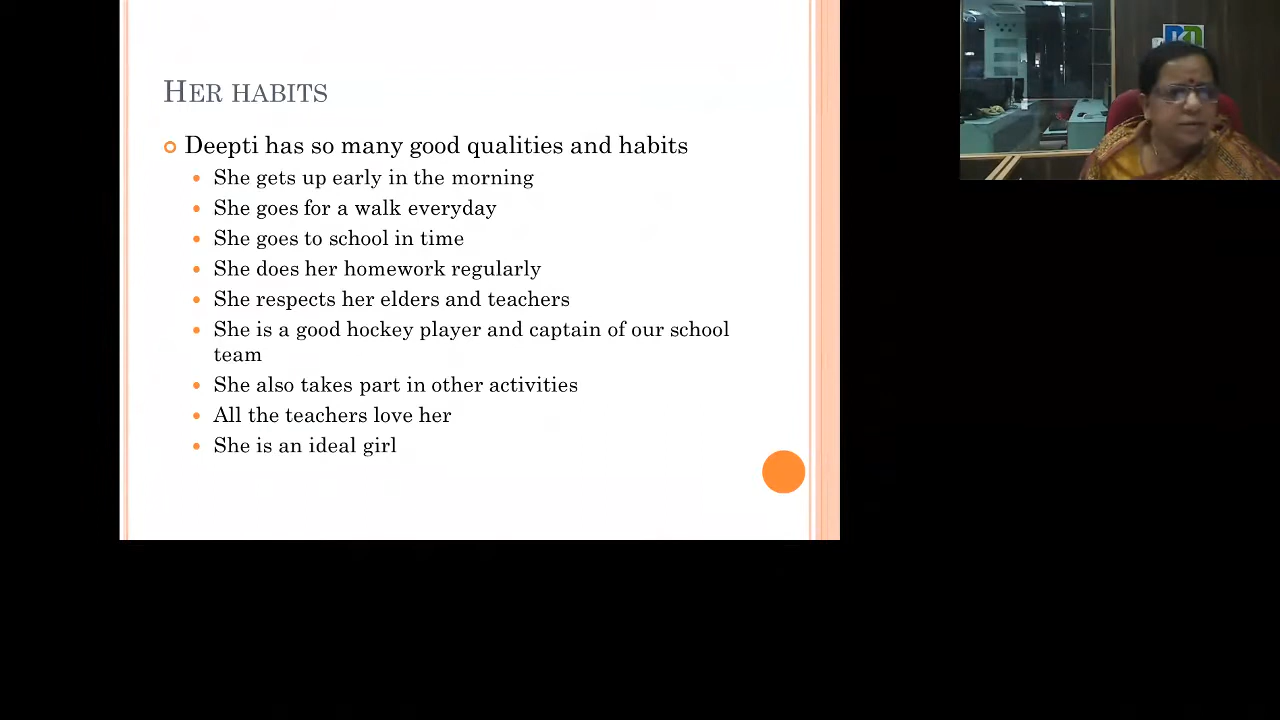 HER HABITS
Deepti has so many good qualities and habits
She gets up early in the morning
She goes for a walk everyday
She goes to school in time
She does her homework regularly
She respects her elders and teachers
She is a good hockey player and captain of our school
team
She also takes part in other activities
All the teachers love her
She is an ideal girl